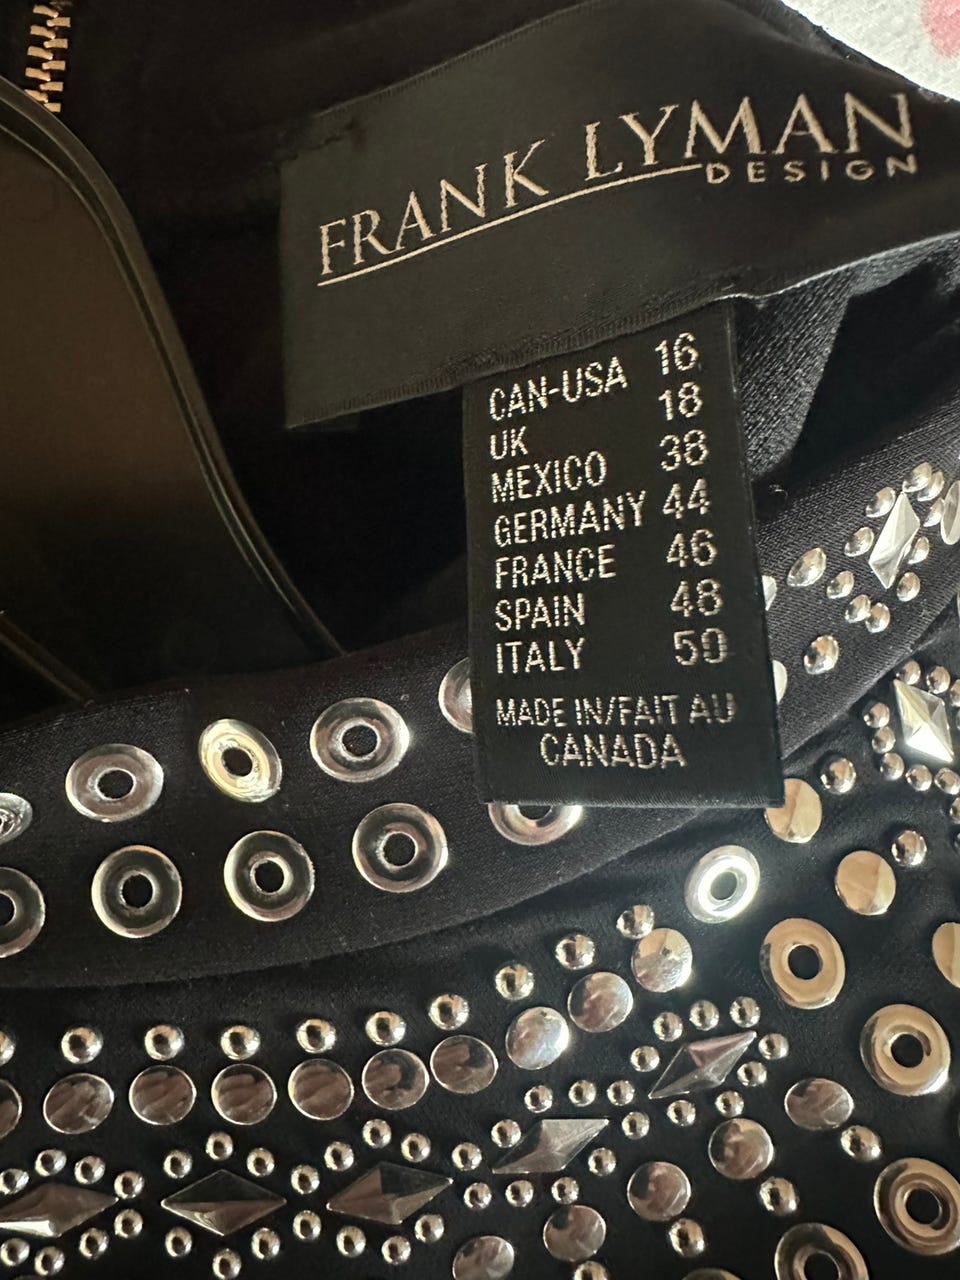 FRANK LYMAN
DESIGN
CAN-USA 16
UK 18
MEXICO 38
GERMANY 44
FRANCE 46
SPAIN 48
ITALY 50
MADE IN/FAIT AU
CANADA